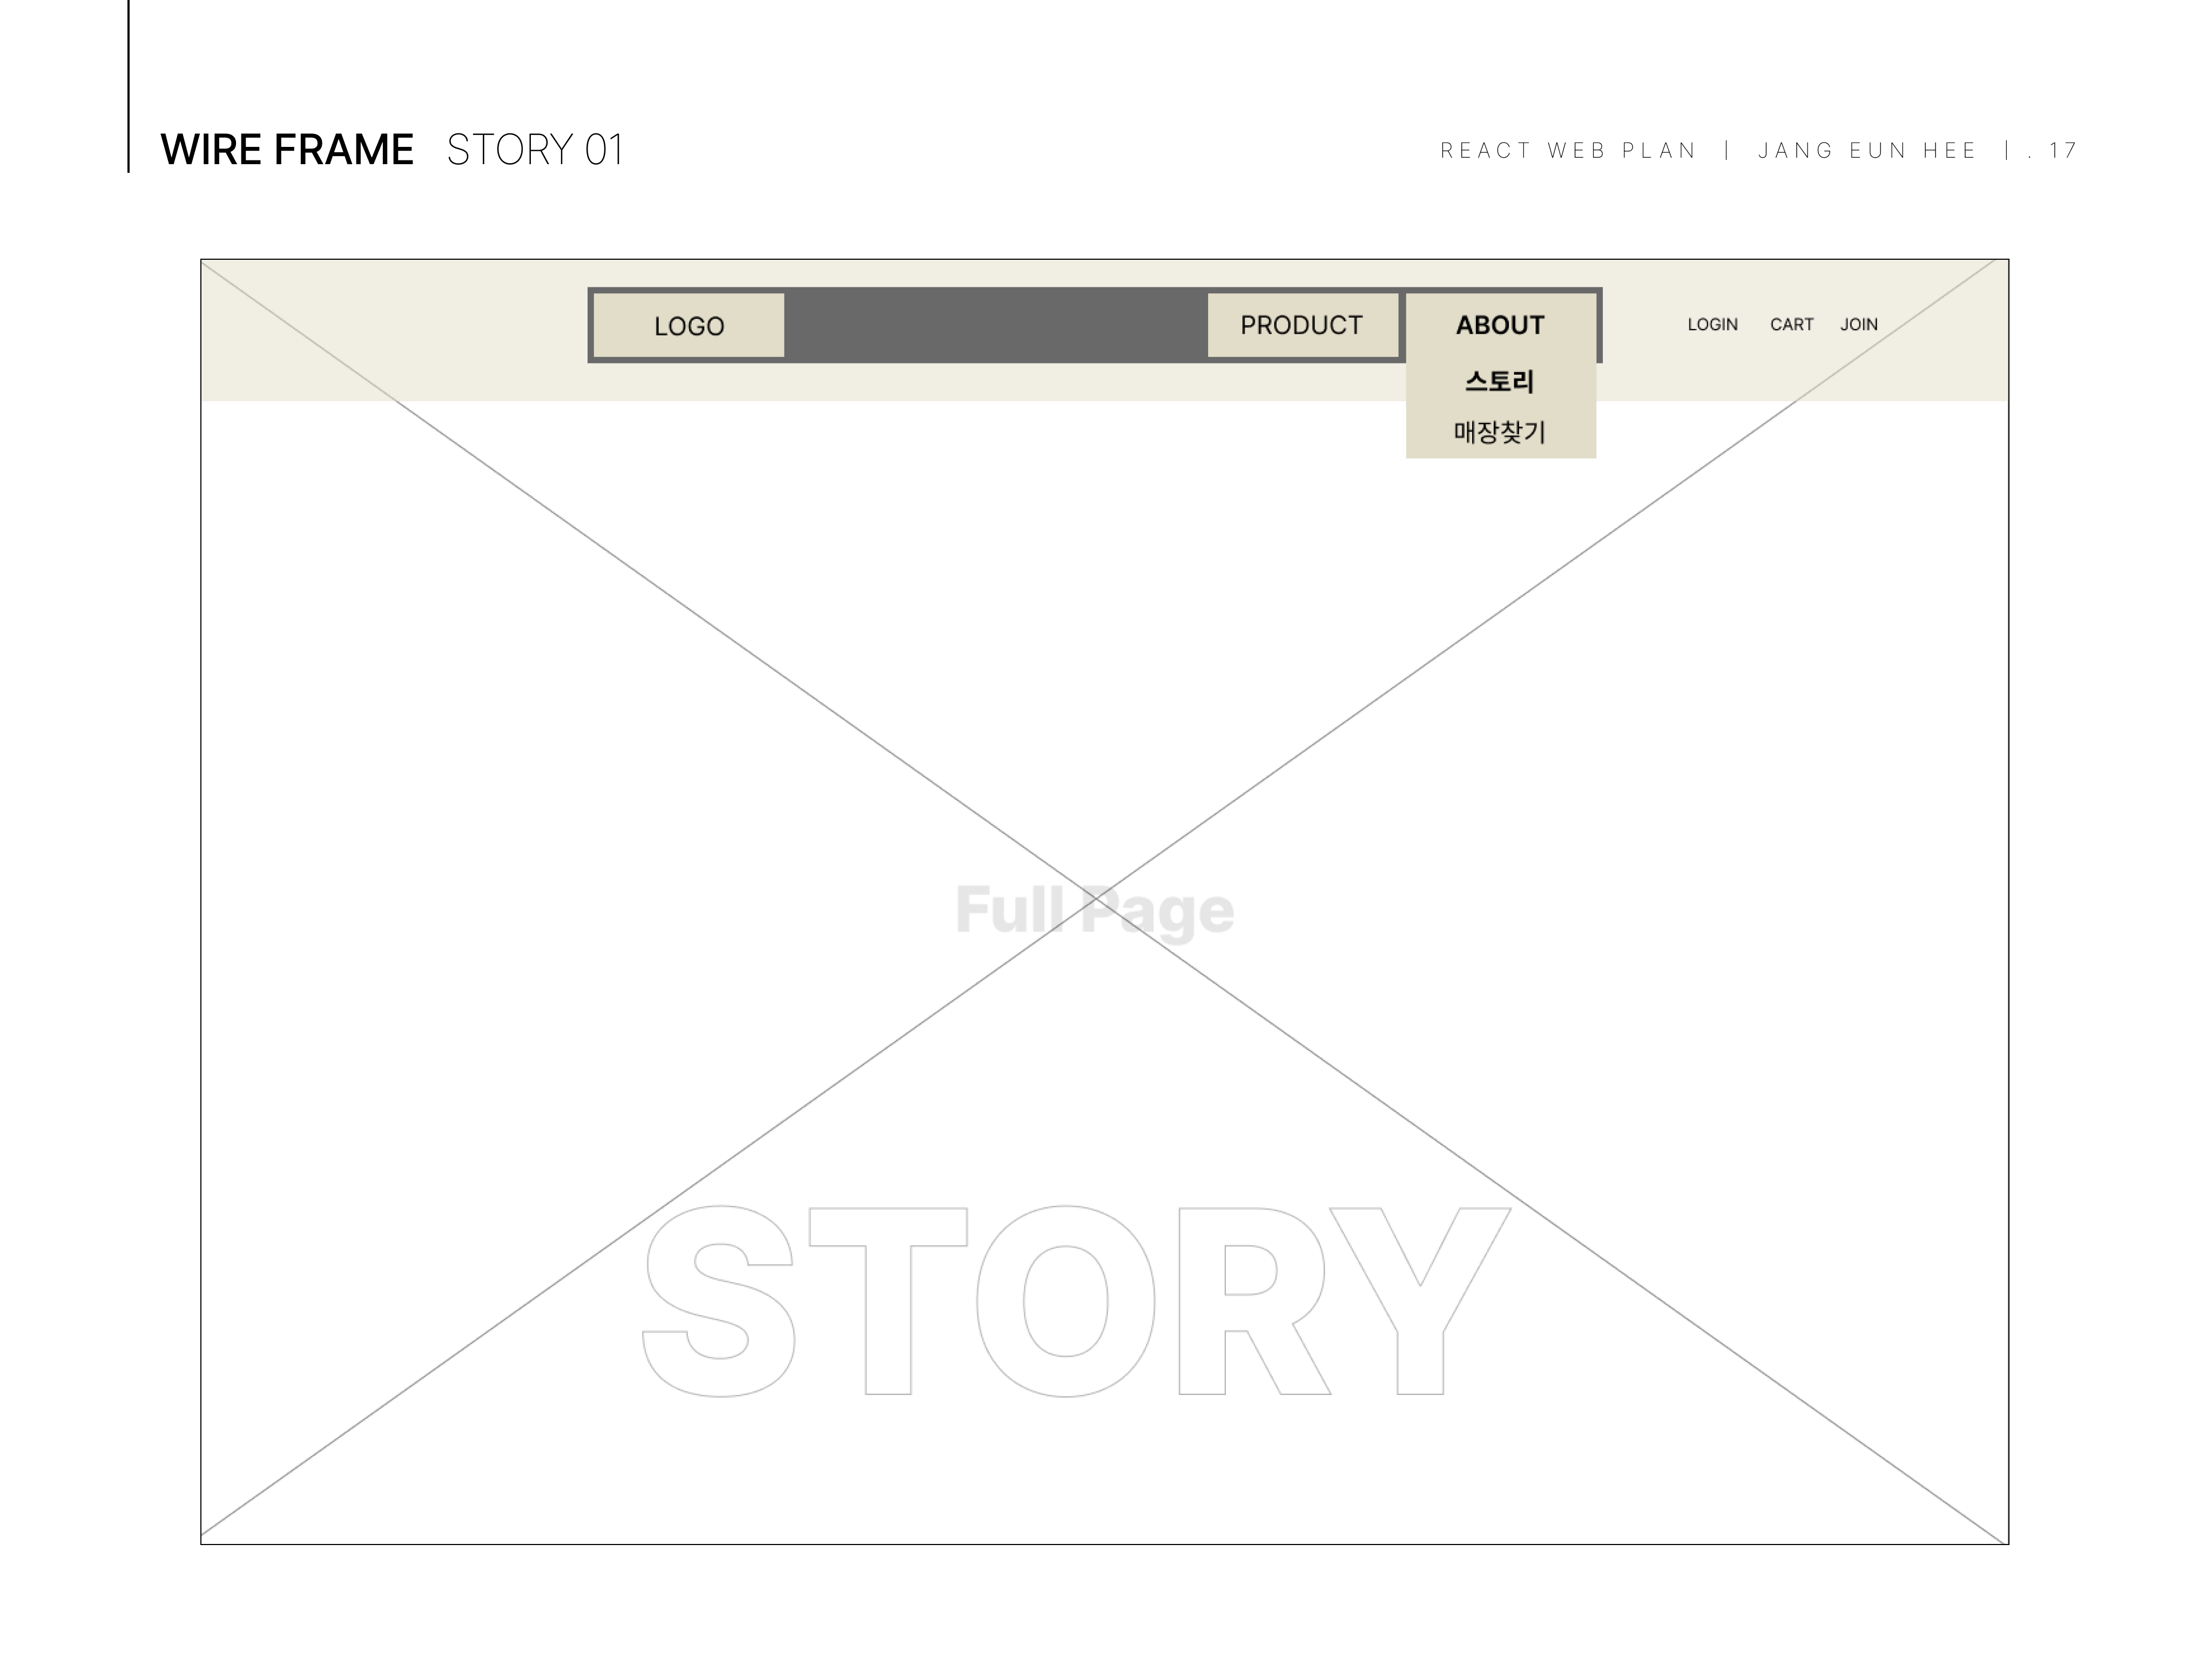 WIRE FRAME STORY 01
REACT WEB PLAN | JANG EUN HEE | . 17
LOGO PRODUCT ABOUT LOGIN CART JOIN
스토리
매장찾기
Full Page
STORY